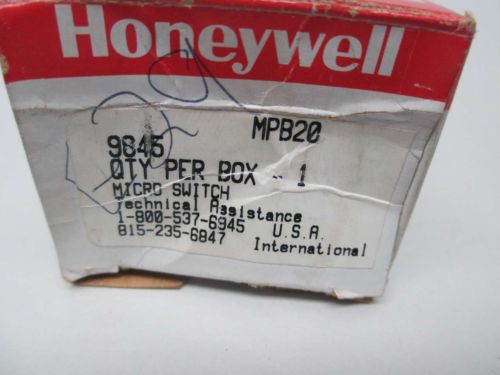 Honeywell
MPB20
9845
QTY PER BOX - 1
MICRO SWITCH
Technical Assistance
1-800-537-6945 U.S.A.
815-235-6847 International